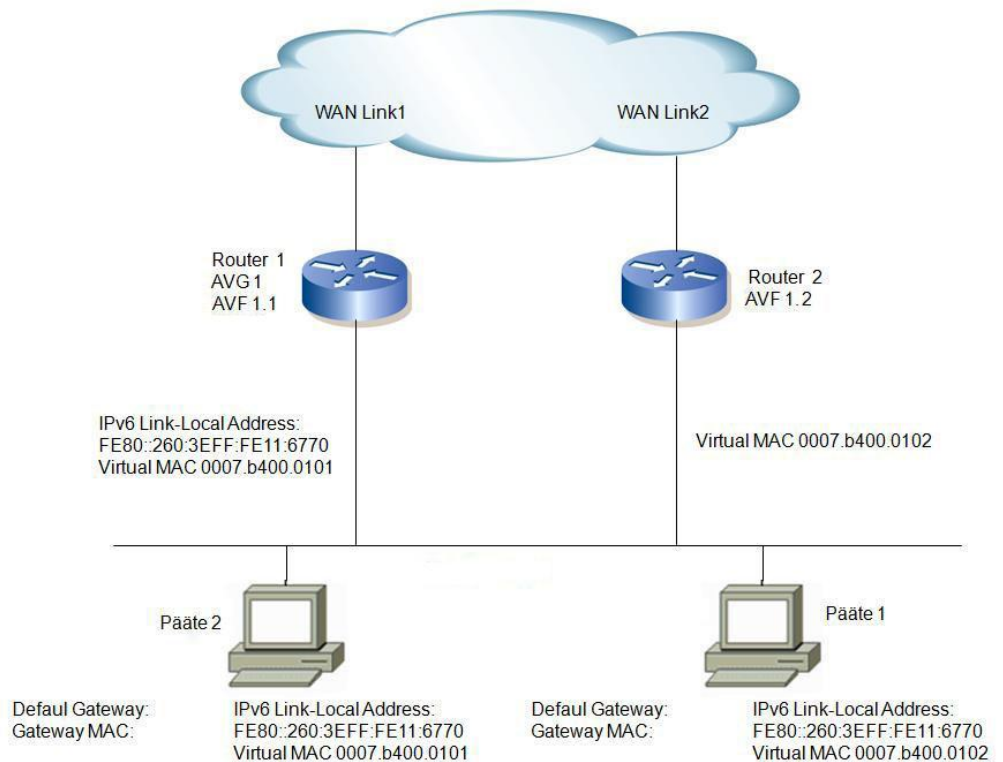 WAN Link1
WAN Link2
Router 1
AVG 1
AVF 1.1
Router 2
AVF 1.2
IPv6 Link-Local Address:
FE80::260:3EFF:FE11:6770
Virtual MAC 0007.b400.0101
Virtual MAC 0007.b400.0102
Pääte 2
Pääte 1
Defaul Gateway:
Gateway MAC:
IPv6 Link-Local Address:
FE80::260:3EFF:FE11:6770
Virtual MAC 0007.b400.0101
Defaul Gateway:
Gateway MAC:
IPv6 Link-Local Address:
FE80::260:3EFF:FE11:6770
Virtual MAC 0007.b400.0102